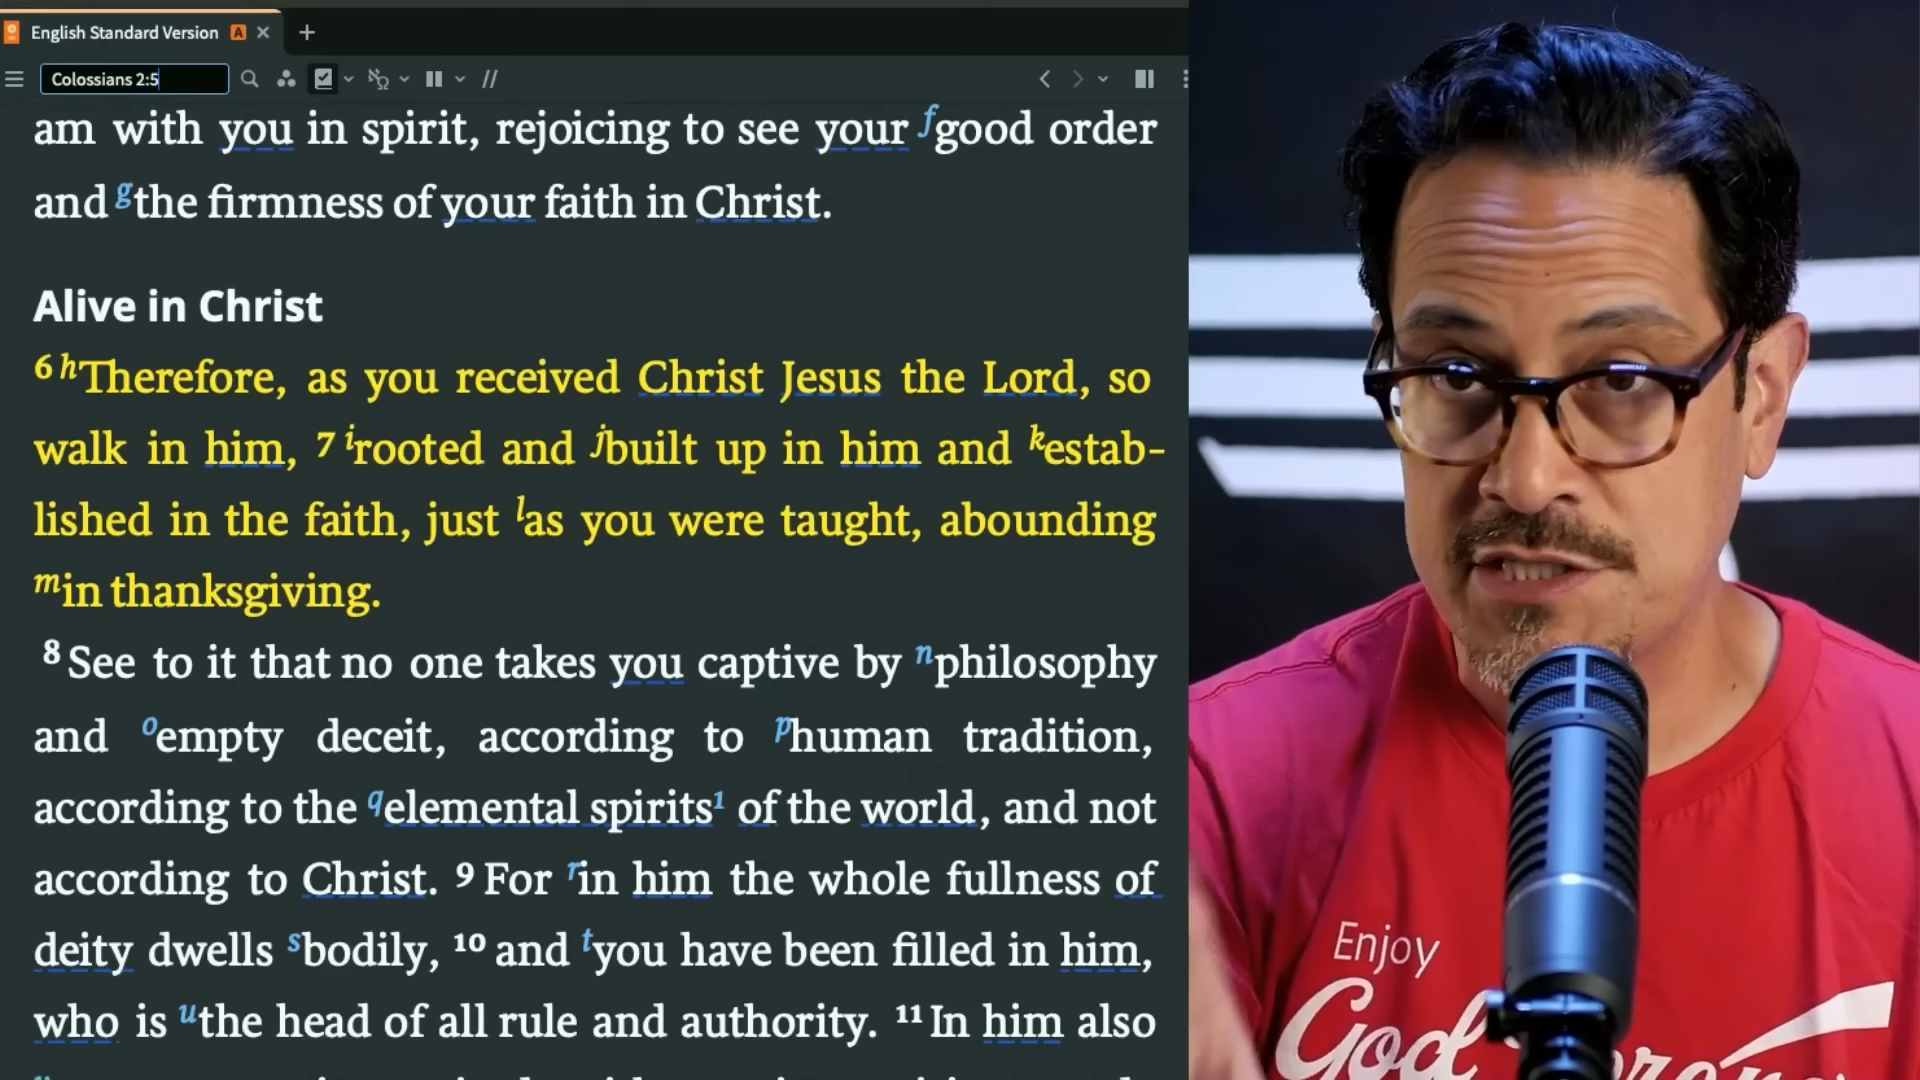 English Standard Version A
Colossians 2:5
am with you in spirit, rejoicing to see your f good order
and g the firmness of your faith in Christ.
Alive in Christ
6 h Therefore, as you received Christ Jesus the Lord, so
walk in him, 7 i rooted and j built up in him and k estab-
lished in the faith, just l as you were taught, abounding
m in thanksgiving.
8 See to it that no one takes you captive by n philosophy
and o empty deceit, according to p human tradition,
according to the q elemental spirits 1 of the world, and not
according to Christ. 9 For r in him the whole fullness of
deity dwells s bodily, 10 and t you have been filled in him,
who is u the head of all rule and authority. 11 In him also
Enjoy
God